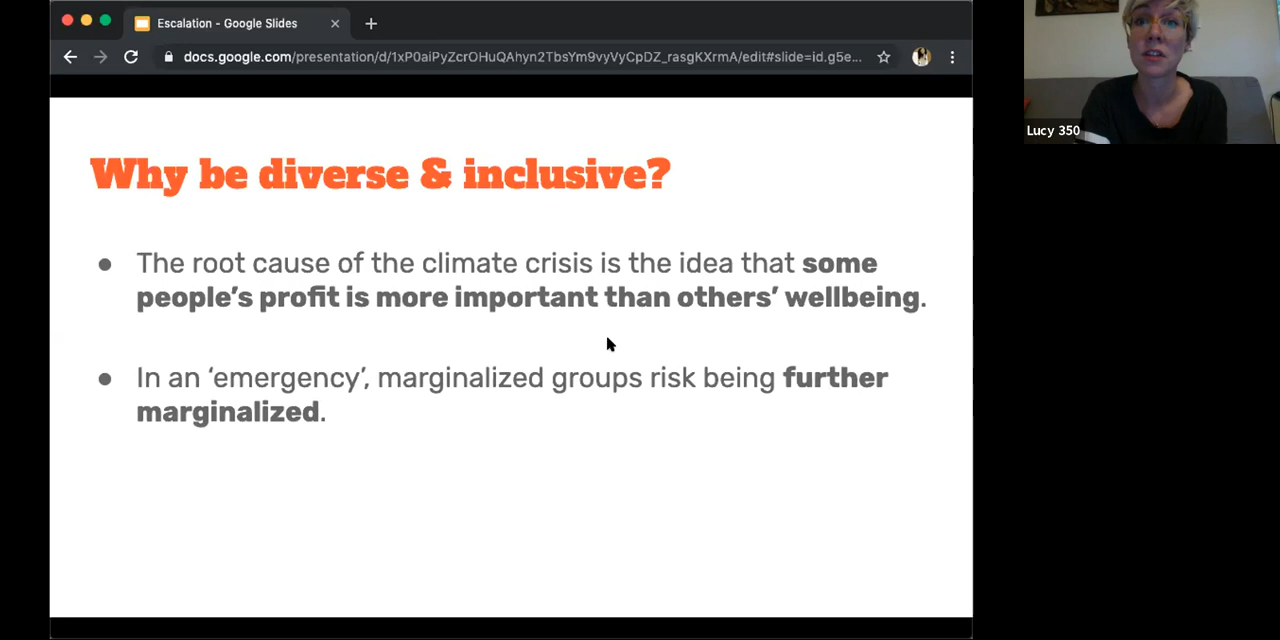 Escalation - Google Slides
docs.google.com/presentation/d/1xP0aiPyZcrOHuQAhyn2TbsYm9vyVyCpDZ_rasgKXrmA/edit#slide=id.g5e...
Lucy 350
Why be diverse & inclusive?
● The root cause of the climate crisis is the idea that some
people’s profit is more important than others’ wellbeing.
● In an ‘emergency’, marginalized groups risk being further
marginalized.